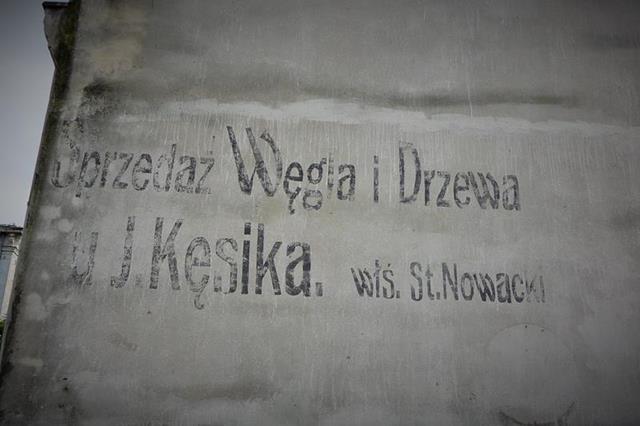 Sprzedaż Węgla i Drzewa
u J. Kęsika. włś. St. Nowacki